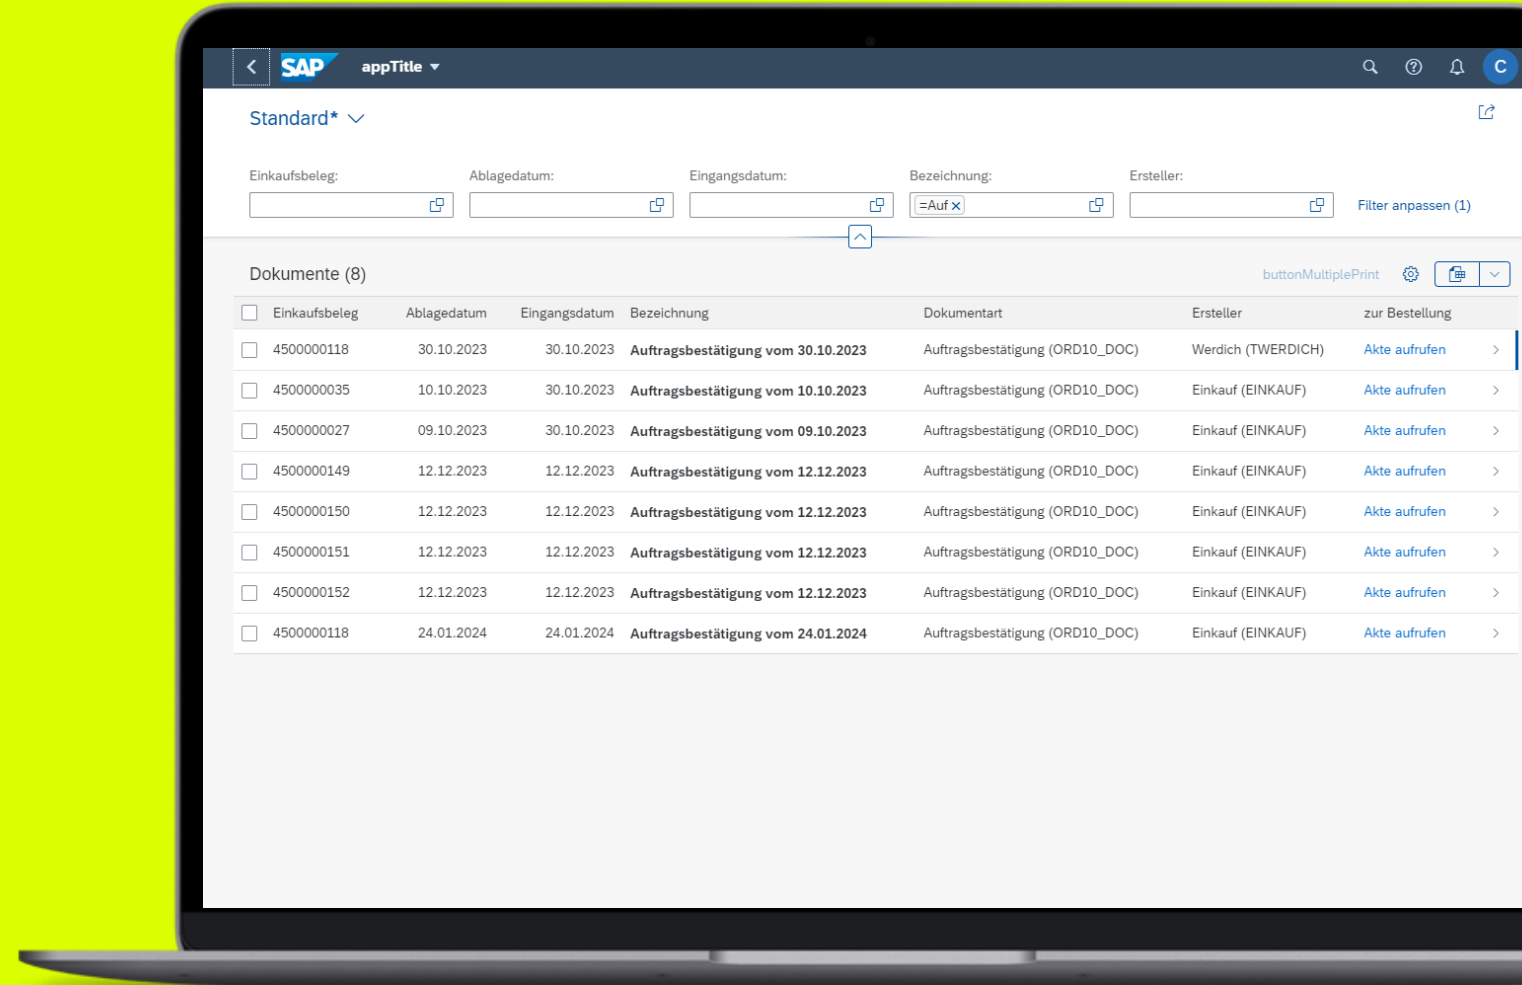 SAP appTitle C
Standard*
Einkaufsbeleg: Ablagedatum: Eingangsdatum: Bezeichnung: Ersteller:
=Auf Filter anpassen (1)
Dokumente (8) buttonMultiplePrint
Einkaufsbeleg Ablagedatum Eingangsdatum Bezeichnung Dokumentart Ersteller zur Bestellung
4500000118 30.10.2023 30.10.2023 Auftragsbestätigung vom 30.10.2023 Auftragsbestätigung (ORD10_DOC) Werdich (TWERDICH) Akte aufrufen
4500000035 10.10.2023 30.10.2023 Auftragsbestätigung vom 10.10.2023 Auftragsbestätigung (ORD10_DOC) Einkauf (EINKAUF) Akte aufrufen
4500000027 09.10.2023 30.10.2023 Auftragsbestätigung vom 09.10.2023 Auftragsbestätigung (ORD10_DOC) Einkauf (EINKAUF) Akte aufrufen
4500000149 12.12.2023 12.12.2023 Auftragsbestätigung vom 12.12.2023 Auftragsbestätigung (ORD10_DOC) Einkauf (EINKAUF) Akte aufrufen
4500000150 12.12.2023 12.12.2023 Auftragsbestätigung vom 12.12.2023 Auftragsbestätigung (ORD10_DOC) Einkauf (EINKAUF) Akte aufrufen
4500000151 12.12.2023 12.12.2023 Auftragsbestätigung vom 12.12.2023 Auftragsbestätigung (ORD10_DOC) Einkauf (EINKAUF) Akte aufrufen
4500000152 12.12.2023 12.12.2023 Auftragsbestätigung vom 12.12.2023 Auftragsbestätigung (ORD10_DOC) Einkauf (EINKAUF) Akte aufrufen
4500000118 24.01.2024 24.01.2024 Auftragsbestätigung vom 24.01.2024 Auftragsbestätigung (ORD10_DOC) Einkauf (EINKAUF) Akte aufrufen